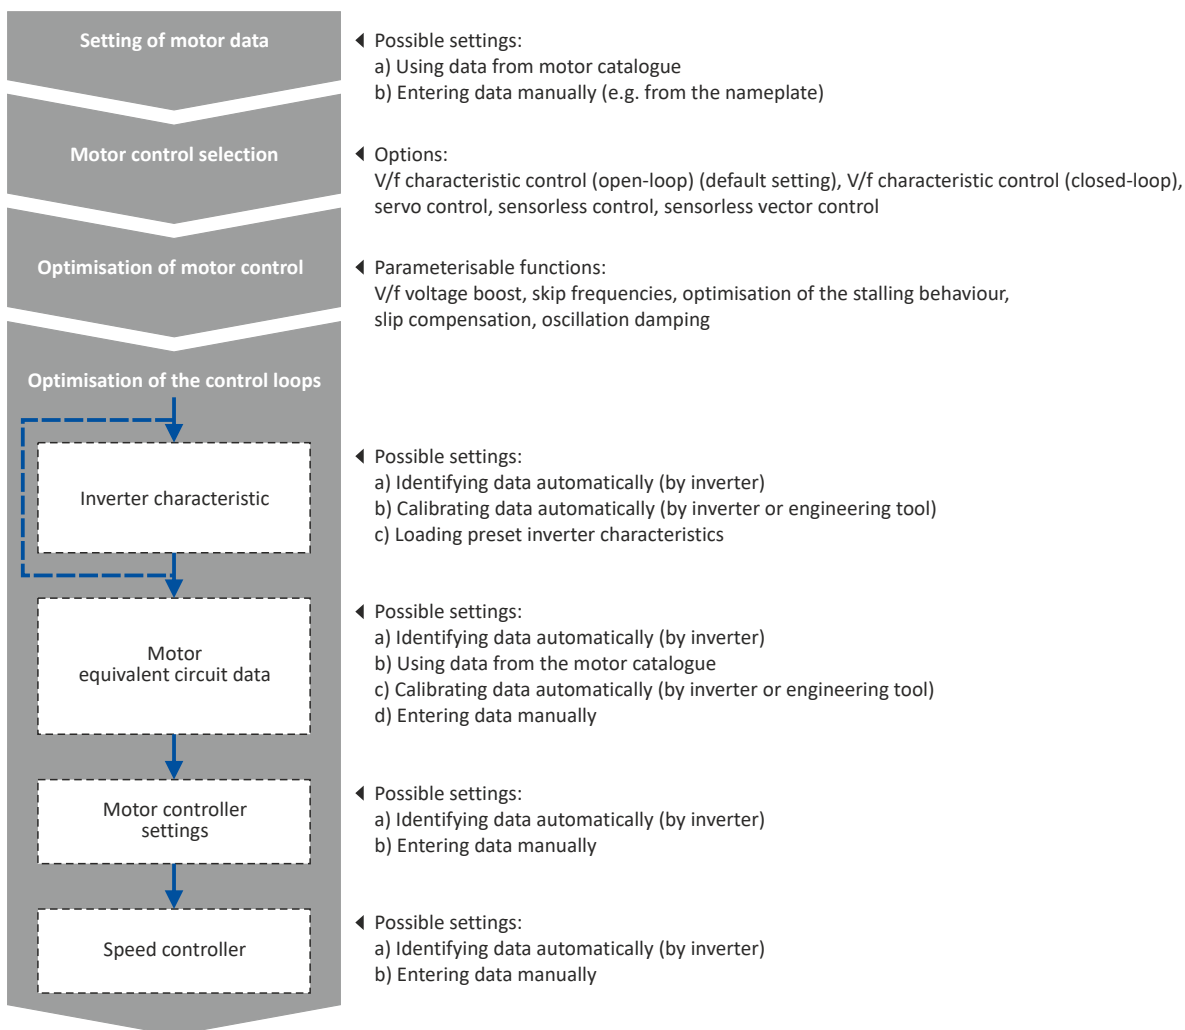 Setting of motor data
Possible settings:
a) Using data from motor catalogue
b) Entering data manually (e.g. from the nameplate)
Motor control selection
Options:
V/f characteristic control (open-loop) (default setting), V/f characteristic control (closed-loop),
servo control, sensorless control, sensorless vector control
Optimisation of motor control
Parameterisable functions:
V/f voltage boost, skip frequencies, optimisation of the stalling behaviour,
slip compensation, oscillation damping
Optimisation of the control loops
Inverter characteristic
Possible settings:
a) Identifying data automatically (by inverter)
b) Calibrating data automatically (by inverter or engineering tool)
c) Loading preset inverter characteristics
Motor
equivalent circuit data
Possible settings:
a) Identifying data automatically (by inverter)
b) Using data from the motor catalogue
c) Calibrating data automatically (by inverter or engineering tool)
d) Entering data manually
Motor controller
settings
Possible settings:
a) Identifying data automatically (by inverter)
b) Entering data manually
Speed controller
Possible settings:
a) Identifying data automatically (by inverter)
b) Entering data manually